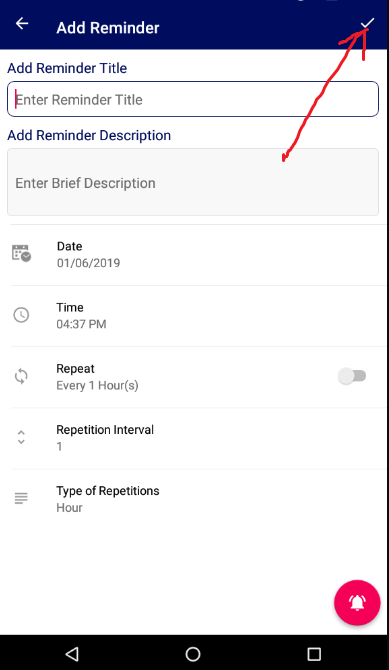 Add Reminder
Add Reminder Title
Enter Reminder Title
Add Reminder Description
Enter Brief Description
Date
01/06/2019
Time
04:37 PM
Repeat
Every 1 Hour(s)
Repetition Interval
1
Type of Repetitions
Hour